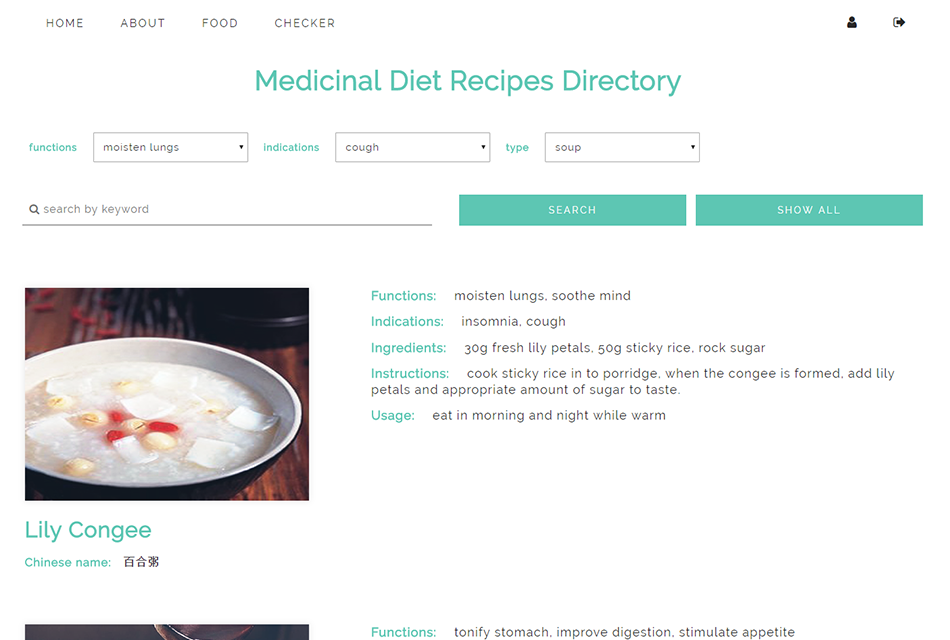 HOME ABOUT FOOD CHECKER
Medicinal Diet Recipes Directory
functions moisten lungs indications cough type soup
search by keyword SEARCH SHOW ALL
Functions: moisten lungs, soothe mind
Indications: insomnia, cough
Ingredients: 30g fresh lily petals, 50g sticky rice, rock sugar
Instructions: cook sticky rice in to porridge, when the congee is formed, add lily
petals and appropriate amount of sugar to taste.
Usage: eat in morning and night while warm
Lily Congee
Chinese name: 百合粥
Functions: tonify stomach, improve digestion, stimulate appetite